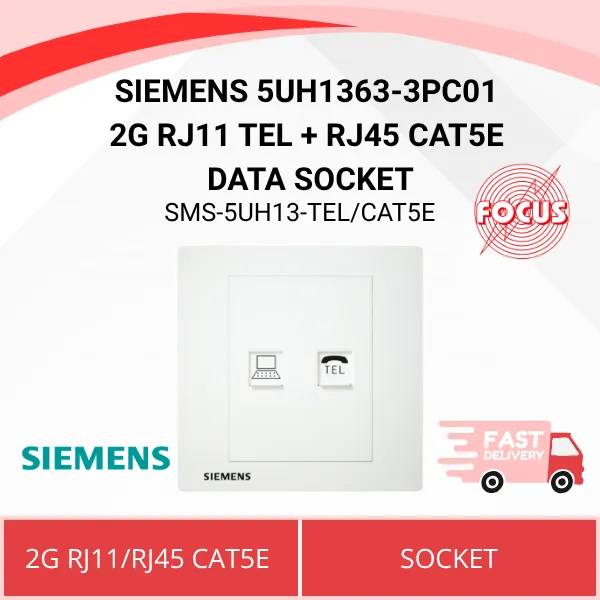 SIEMENS 5UH1363-3PC01
2G RJ11 TEL + RJ45 CAT5E
DATA SOCKET
SMS-5UH13-TEL/CAT5E
FOCUS
TEL
SIEMENS
SIEMENS
FAST
DELIVERY
2G RJ11/RJ45 CAT5E
SOCKET